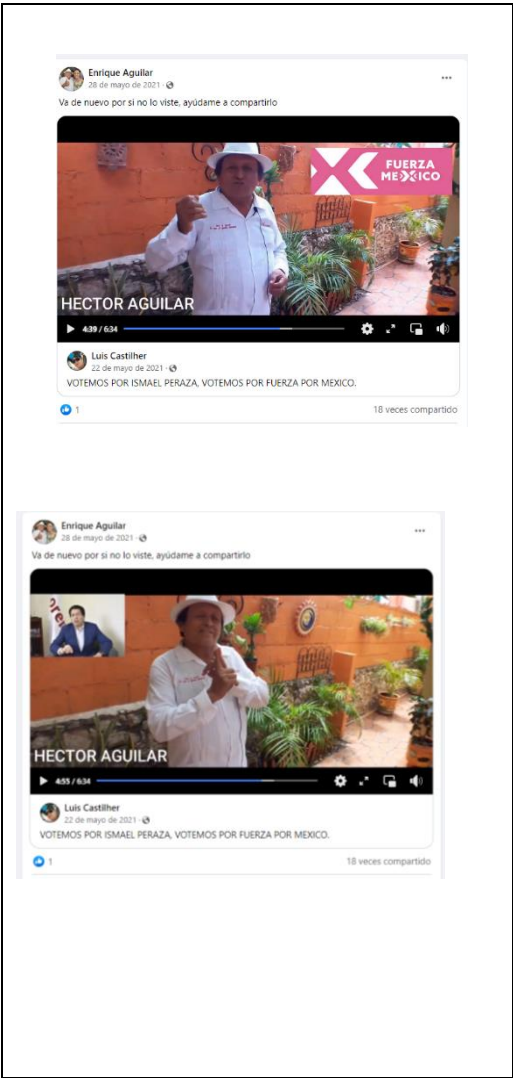 Enrique Aguilar
28 de mayo de 2021 ·
Va de nuevo por si no lo viste, ayúdame a compartirlo
FUERZA
MEXICO
HECTOR AGUILAR
4:39 / 6:34
Luis Castilher
22 de mayo de 2021 ·
VOTEMOS POR ISMAEL PERAZA, VOTEMOS POR FUERZA POR MEXICO.
1
18 veces compartido
Enrique Aguilar
28 de mayo de 2021 ·
Va de nuevo por si no lo viste, ayúdame a compartirlo
HECTOR AGUILAR
4:55 / 6:34
Luis Castilher
22 de mayo de 2021 ·
VOTEMOS POR ISMAEL PERAZA, VOTEMOS POR FUERZA POR MEXICO.
1
18 veces compartido